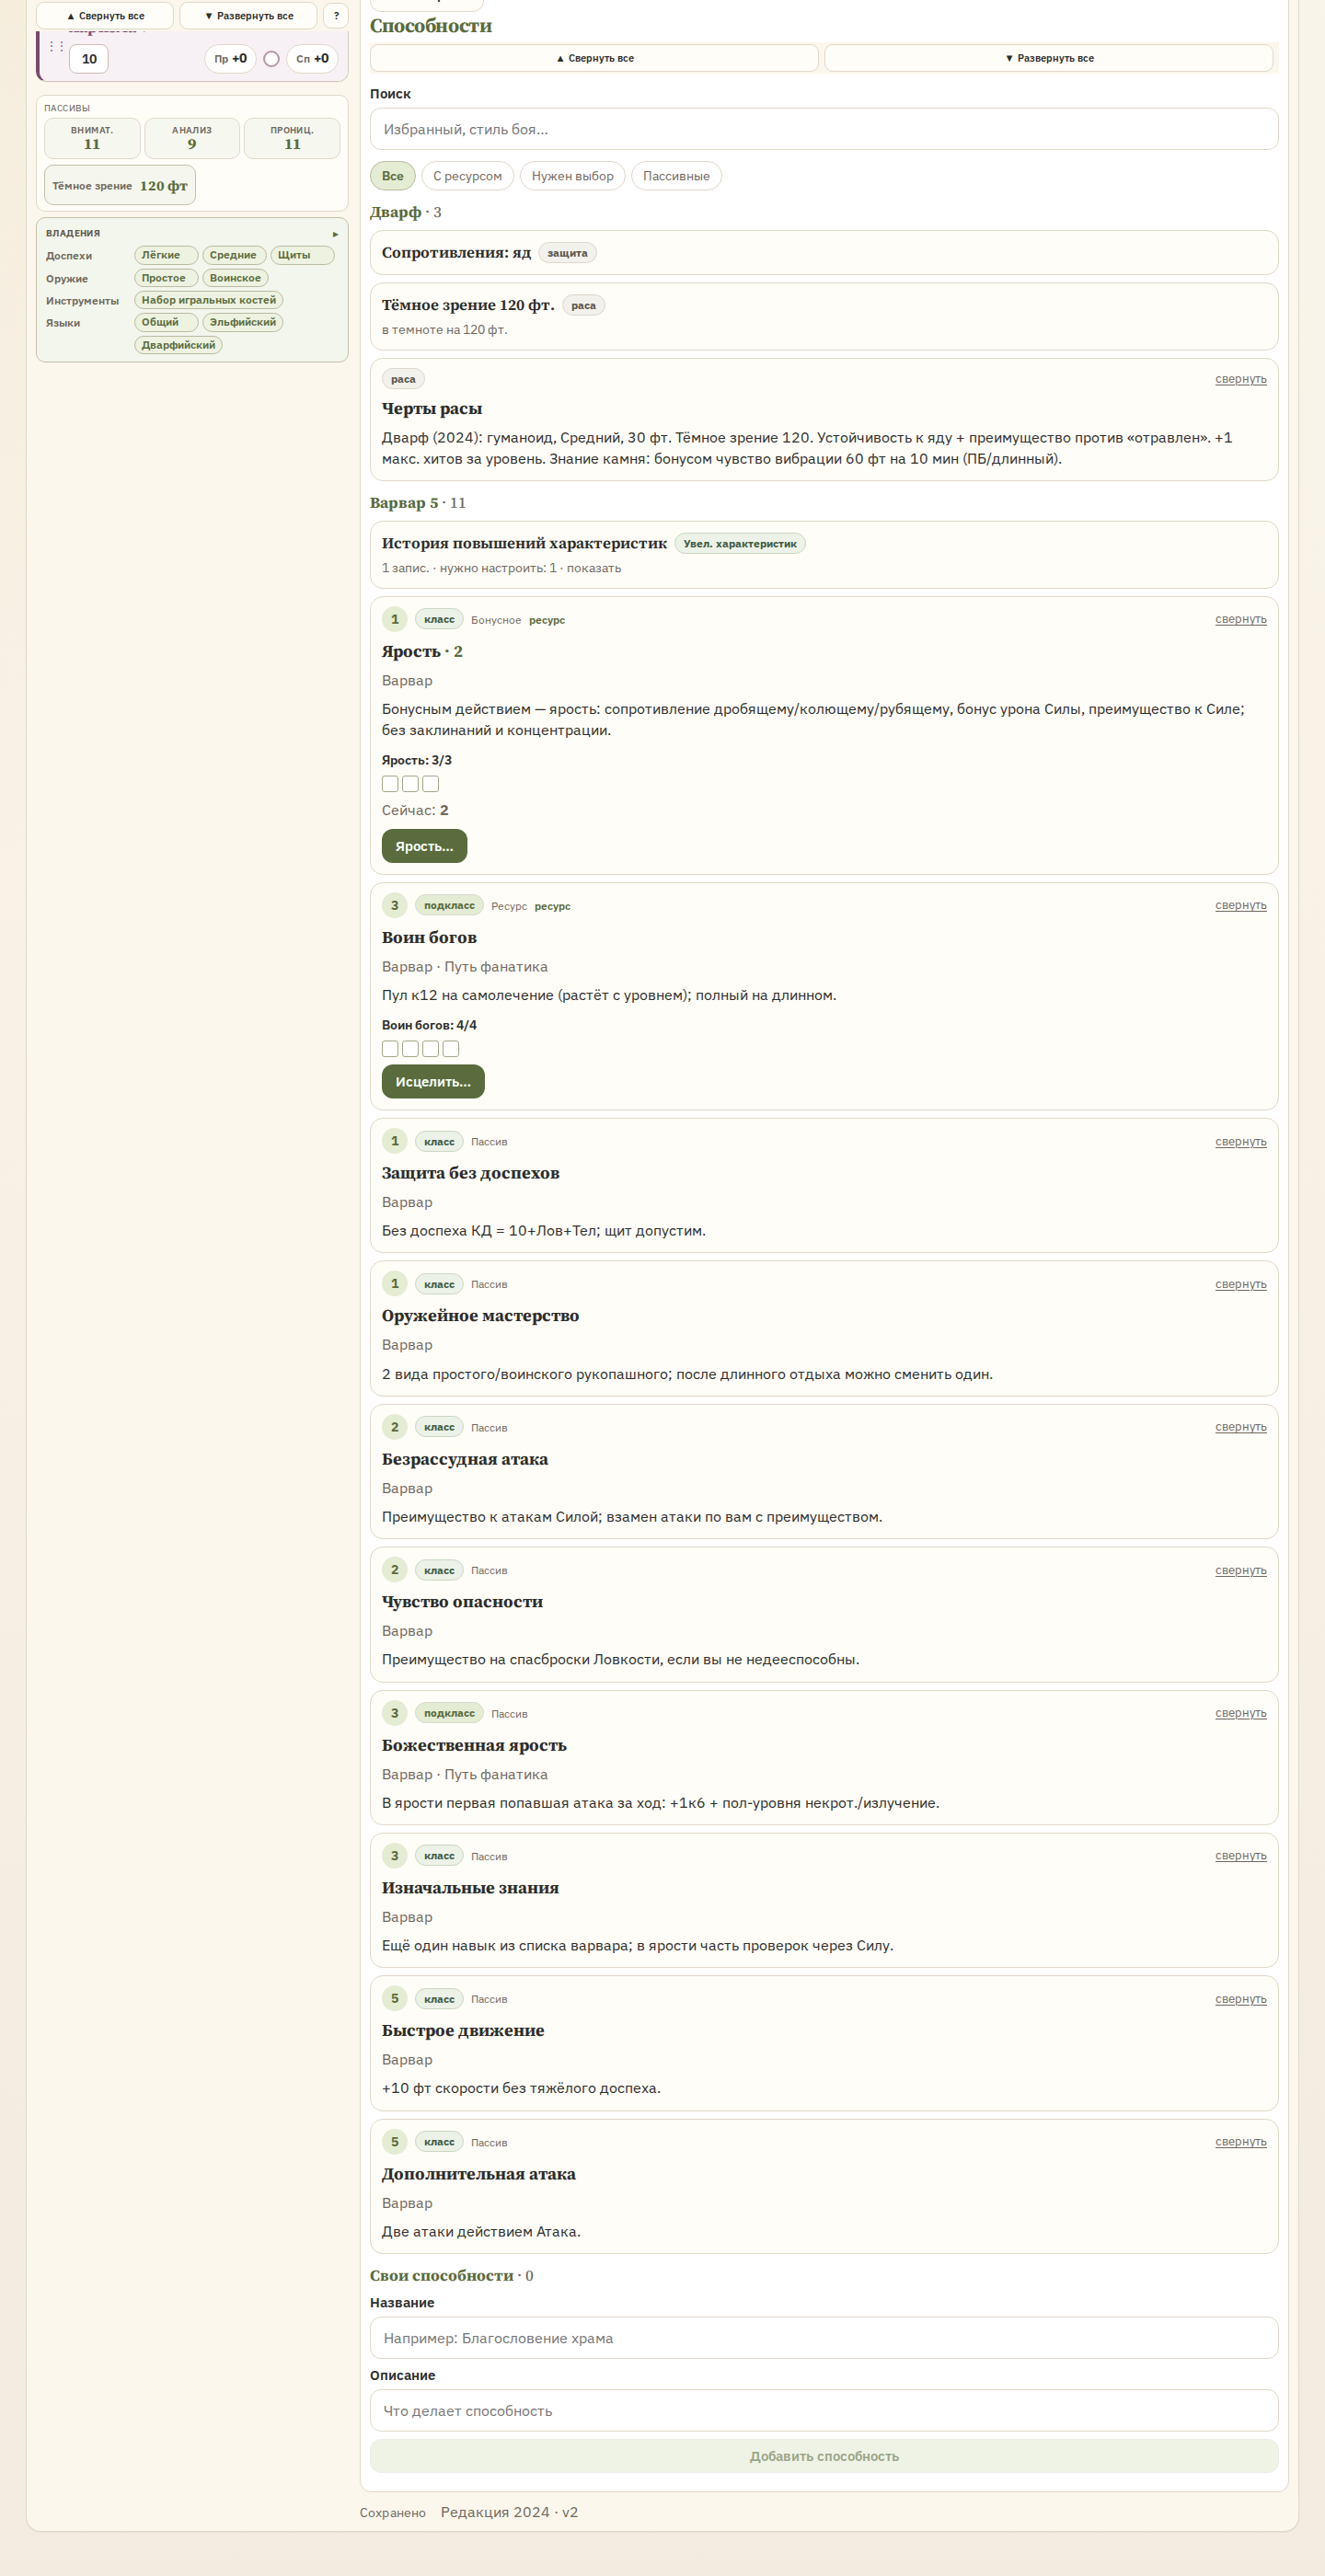 ▲ Свернуть все
▼ Развернуть все
?
10
Пр +0
Сп +0
ПАССИВЫ
ВНИМАТ.
11
АНАЛИЗ
9
ПРОНИЦ.
11
Тёмное зрение 120 фт
ВЛАДЕНИЯ ▸
Доспехи Лёгкие Средние Щиты
Оружие Простое Воинское
Инструменты Набор игральных костей
Языки Общий Эльфийский
Дварфийский
Способности
▲ Свернуть все
▼ Развернуть все
Поиск
Избранный, стиль боя…
Все С ресурсом Нужен выбор Пассивные
Дварф · 3
Сопротивления: яд защита
Тёмное зрение 120 фт. раса
в темноте на 120 фт.
раса свернуть
Черты расы
Дварф (2024): гуманоид, Средний, 30 фт. Тёмное зрение 120. Устойчивость к яду + преимущество против «отравлен». +1
макс. хитов за уровень. Знание камня: бонусом чувство вибрации 60 фт на 10 мин (ПБ/длинный).
Варвар 5 · 11
История повышений характеристик Увел. характеристик
1 запис. · нужно настроить: 1 · показать
1 класс Бонусное ресурс свернуть
Ярость · 2
Варвар
Бонусным действием — ярость: сопротивление дробящему/колющему/рубящему, бонус урона Силы, преимущество к Силе;
без заклинаний и концентрации.
Ярость: 3/3
Сейчас: 2
Ярость…
3 подкласс Ресурс ресурс свернуть
Воин богов
Варвар · Путь фанатика
Пул к12 на самолечение (растёт с уровнем); полный на длинном.
Воин богов: 4/4
Исцелить…
1 класс Пассив свернуть
Защита без доспехов
Варвар
Без доспеха КД = 10+Лов+Тел; щит допустим.
1 класс Пассив свернуть
Оружейное мастерство
Варвар
2 вида простого/воинского рукопашного; после длинного отдыха можно сменить один.
2 класс Пассив свернуть
Безрассудная атака
Варвар
Преимущество к атакам Силой; взамен атаки по вам с преимуществом.
2 класс Пассив свернуть
Чувство опасности
Варвар
Преимущество на спасброски Ловкости, если вы не недееспособны.
3 подкласс Пассив свернуть
Божественная ярость
Варвар · Путь фанатика
В ярости первая попавшая атака за ход: +1к6 + пол-уровня некрот./излучение.
3 класс Пассив свернуть
Изначальные знания
Варвар
Ещё один навык из списка варвара; в ярости часть проверок через Силу.
5 класс Пассив свернуть
Быстрое движение
Варвар
+10 фт скорости без тяжёлого доспеха.
5 класс Пассив свернуть
Дополнительная атака
Варвар
Две атаки действием Атака.
Свои способности · 0
Название
Например: Благословение храма
Описание
Что делает способность
Добавить способность
Сохранено Редакция 2024 · v2